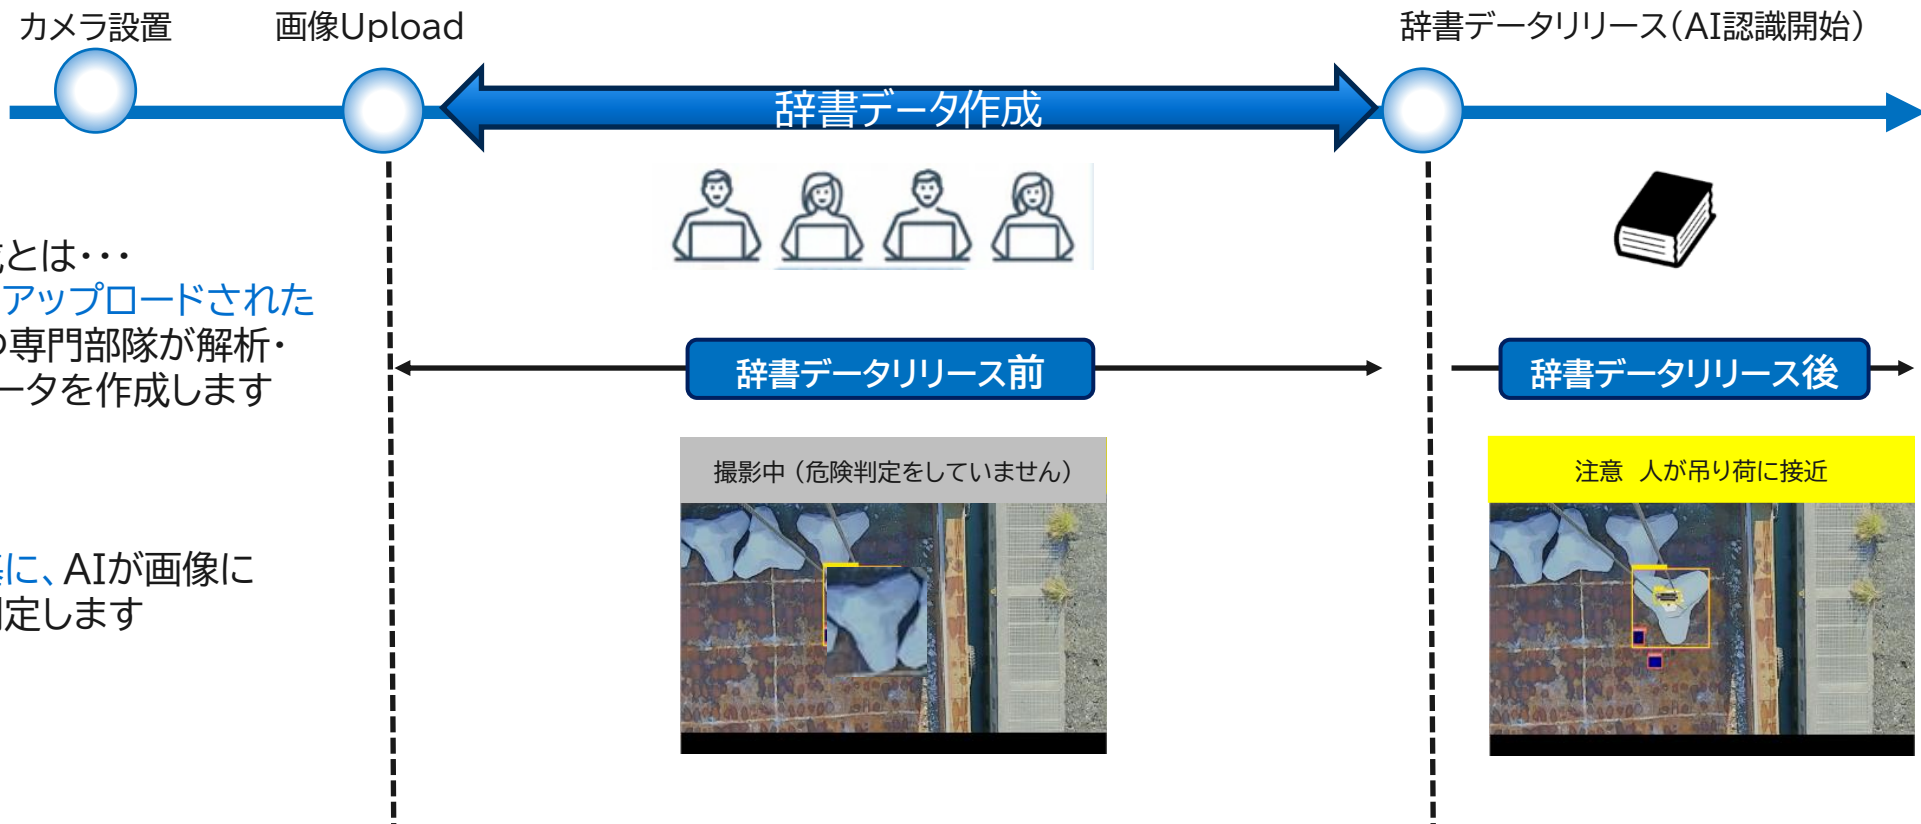 カメラ設置
画像Upload
辞書データリリース(AI認識開始)
辞書データ作成
とは・・・
アップロードされた
専門部隊が解析・
ータを作成します
に、AIが画像に
定します
辞書データリリース前
辞書データリリース後
撮影中 (危険判定をしていません)
注意 人が吊り荷に接近